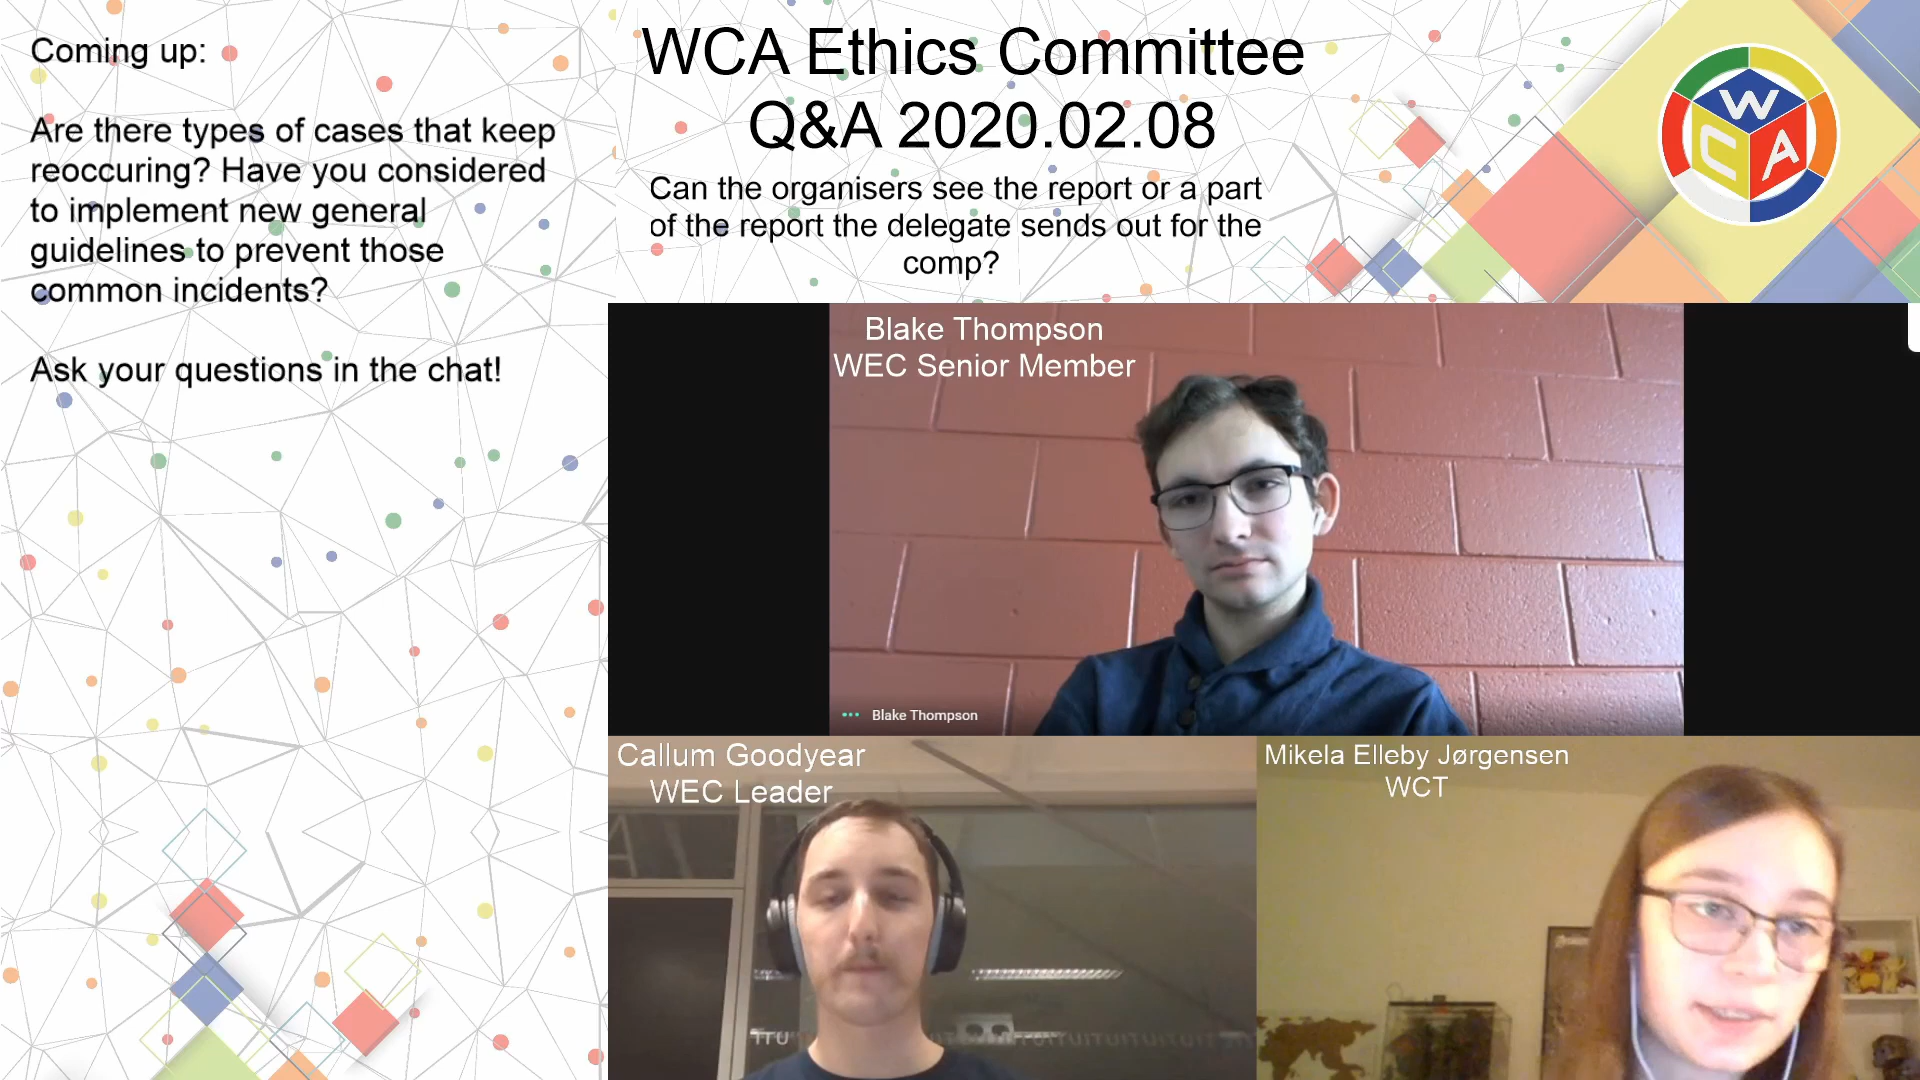 Coming up:
Are there types of cases that keep
reoccuring? Have you considered
to implement new general
guidelines to prevent those
common incidents?
Ask your questions in the chat!
WCA Ethics Committee
Q&A 2020.02.08
Can the organisers see the report or a part
of the report the delegate sends out for the
comp?
WCA
Blake Thompson
WEC Senior Member
Blake Thompson
Callum Goodyear
WEC Leader
Mikela Elleby Jørgensen
WCT